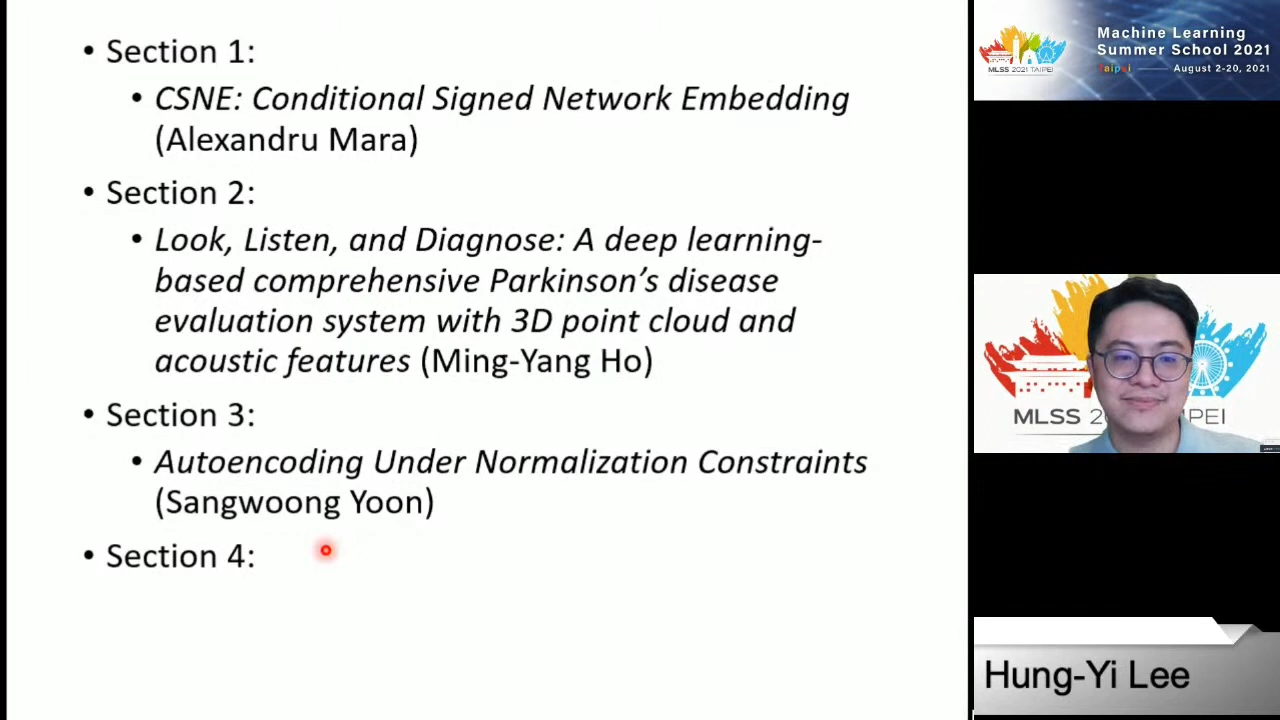 • Section 1:
• CSNE: Conditional Signed Network Embedding
(Alexandru Mara)
• Section 2:
• Look, Listen, and Diagnose: A deep learning-
based comprehensive Parkinson’s disease
evaluation system with 3D point cloud and
acoustic features (Ming-Yang Ho)
• Section 3:
• Autoencoding Under Normalization Constraints
(Sangwoong Yoon)
• Section 4:
MLSS 2021 TAIPEI
Machine Learning
Summer School 2021
Taipei August 2-20, 2021
MLSS 2 PEI
Hung-Yi Lee